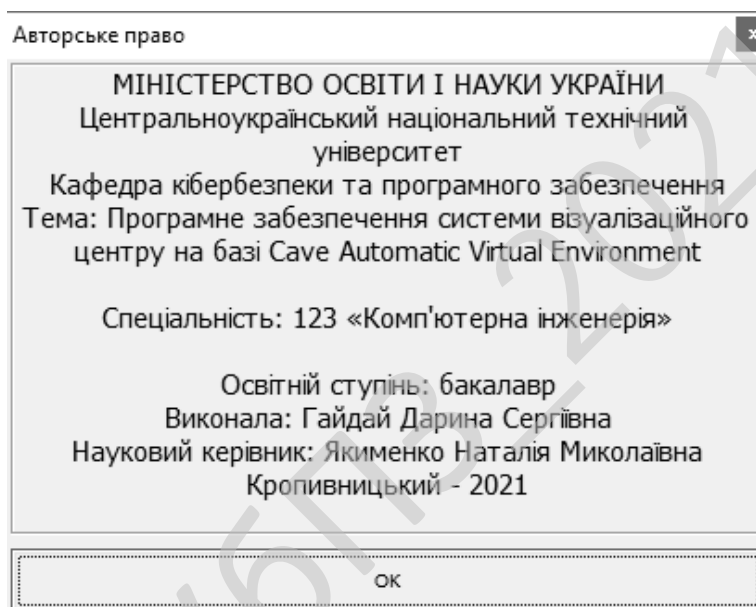 Авторське право
x
МІНІСТЕРСТВО ОСВІТИ І НАУКИ УКРАЇНИ
Центральноукраїнський національний технічний
університет
Кафедра кібербезпеки та програмного забезпечення
Тема: Програмне забезпечення системи візуалізаційного
центру на базі Cave Automatic Virtual Environment
Спеціальність: 123 «Комп'ютерна інженерія»
Освітній ступінь: бакалавр
Виконала: Гайдай Дарина Сергіївна
Науковий керівник: Якименко Наталія Миколаївна
Кропивницький - 2021
OK